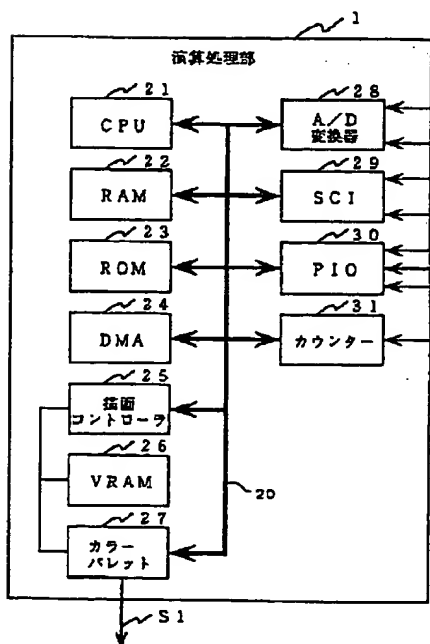 1
演算処理部
21
CPU
22
RAM
23
ROM
24
DMA
25
描画
コントローラ
26
VRAM
27
カラー
パレット
28
A/D
変換器
29
SCI
30
PIO
31
カウンター
20
S1